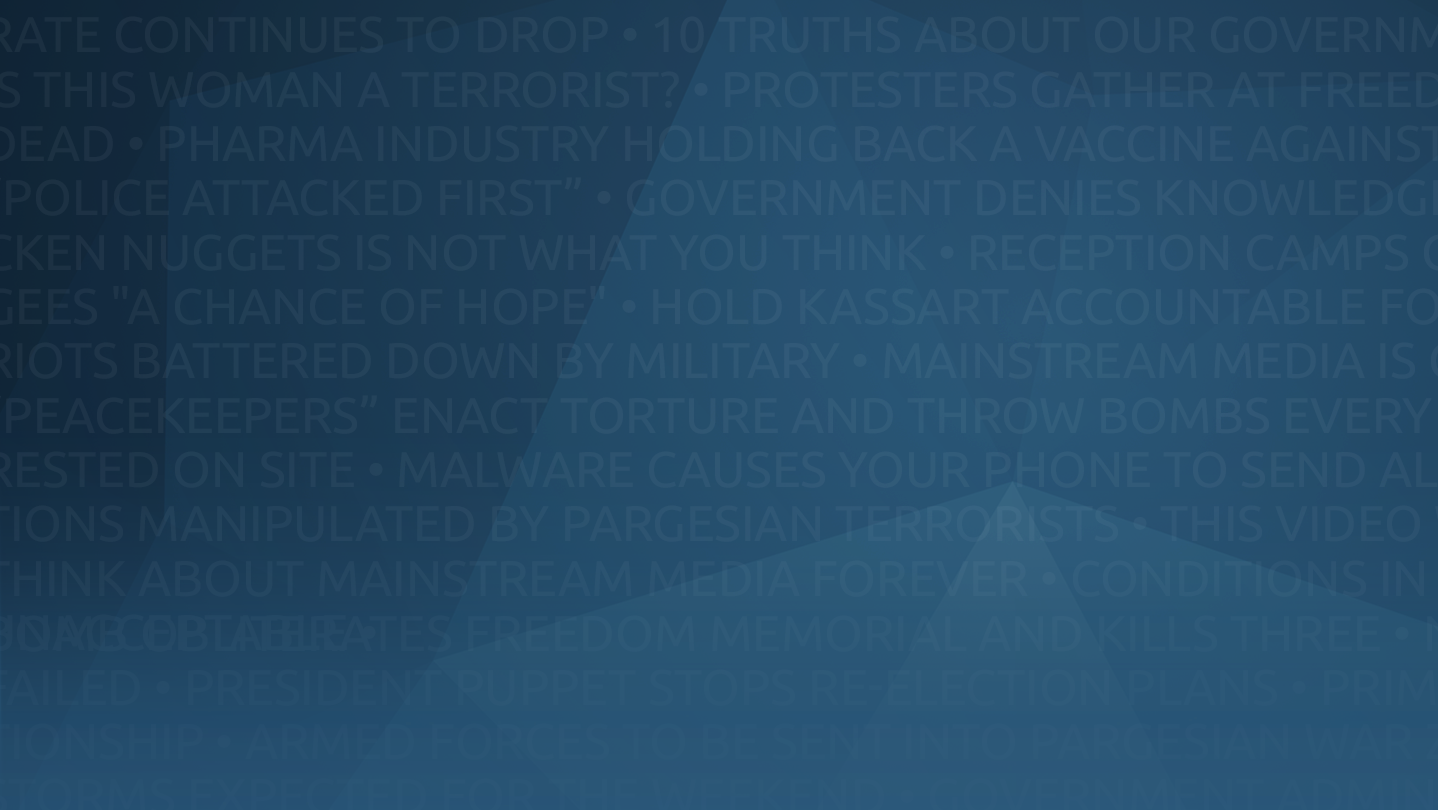 RATE CONTINUES TO DROP • 10 TRUTHS ABOUT OUR GOVERNM
S THIS WOMAN A TERRORIST? • PROTESTERS GATHER AT FREED
DEAD • PHARMA INDUSTRY HOLDING BACK A VACCINE AGAINST
"POLICE ATTACKED FIRST” • GOVERNMENT DENIES KNOWLEDG
CKEN NUGGETS IS NOT WHAT YOU THINK • RECEPTION CAMPS
GEES "A CHANCE OF HOPE" • HOLD KASSART ACCOUNTABLE FO
RIOTS BATTERED DOWN BY MILITARY • MAINSTREAM MEDIA IS
PEACEKEEPERS” ENACT TORTURE AND THROW BOMBS EVERY
RESTED ON SITE • MALWARE CAUSES YOUR PHONE TO SEND AL
TIONS MANIPULATED BY PARGESIAN TERRORISTS • THIS VIDEO
THINK ABOUT MAINSTREAM MEDIA FOREVER • CONDITIONS IN
FREEDOM MEMORIAL AND KILLS THREE •
AILED • PRESIDENT PUPPET STOPS RE-ELECTION PLANS • PRIM
IONSHIP • ARMED FORCES TO BE SENT INTO PARGESIAN WAR